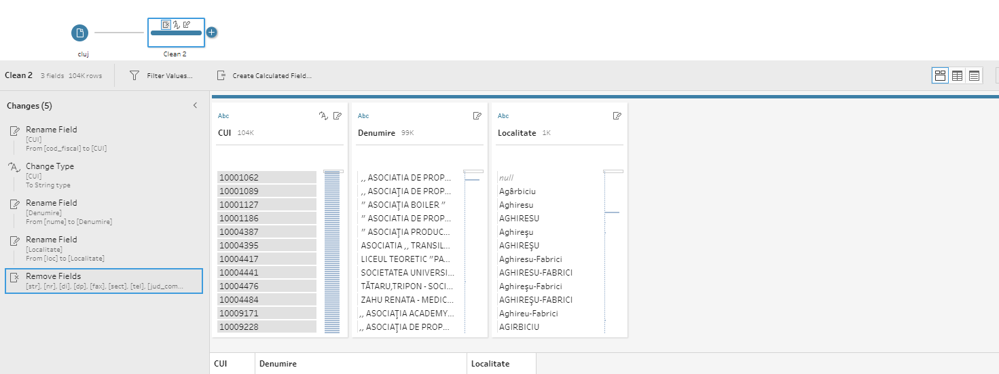 cluj
Clean 2
Clean 2 3 fields 104K rows Filter Values... Create Calculated Field...
Changes (5)
Rename Field
[CUI]
From [cod_fiscal] to [CUI]
Change Type
[CUI]
To String type
Rename Field
[Denumire]
From [nume] to [Denumire]
Rename Field
[Localitate]
From [loc] to [Localitate]
Remove Fields
[str], [nr], [di], [dp], [fax], [sect], [tel], [jud_com...
Abc
CUI 104K
10001062
10001089
10001127
10001186
10004387
10004395
10004417
10004441
10004476
10004484
10009171
10009228
Abc
Denumire 99K
,, ASOCIATIA DE PROP...
,, ASOCIAŢIA DE PROP...
" ASOCIAŢIA BOILER "
" ASOCIATIA DE PROP...
" ASOCIAŢIA PRODUC...
ASOCIATIA ,, TRANSIL...
LICEUL TEORETIC "PA...
SOCIETATEA UNIVERSI...
TĂTARU,TRIPON - SOCI...
ZAHU RENATA - MEDIC...
,, ASOCIAŢIA ACADEMY...
,, ASOCIAŢIA DE PROP...
Abc
Localitate 1K
null
Agârbiciu
Aghiresu
AGHIRESU
Aghireşu
AGHIREŞU
Aghiresu-Fabrici
AGHIRESU-FABRICI
Aghireşu-Fabrici
AGHIREŞU-FABRICI
Aghireu-Fabrici
AGIRBICIU
CUI Denumire Localitate